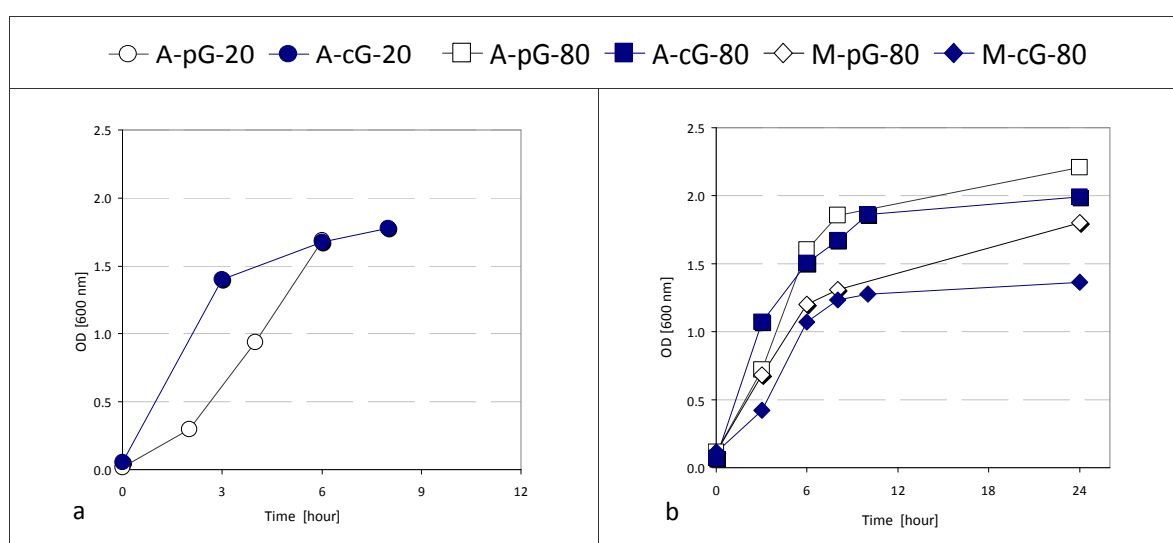 A-pG-20 A-cG-20 A-pG-80 A-cG-80 M-pG-80 M-cG-80
2.5
2.0
1.5
1.0
0.5
0.0
OD [600 nm]
0 3 6 9 12
Time [hour]
a
2.5
2.0
1.5
1.0
0.5
0.0
OD [600 nm]
0 6 12 18 24
Time [hour]
b